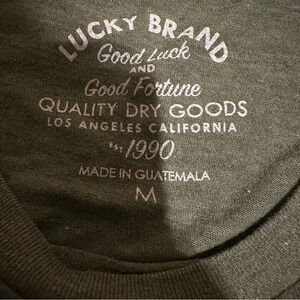 LUCKY BRAND
Good Luck
AND
Good Fortune
QUALITY DRY GOODS
LOS ANGELES CALIFORNIA
EST 1990
MADE IN GUATEMALA
M